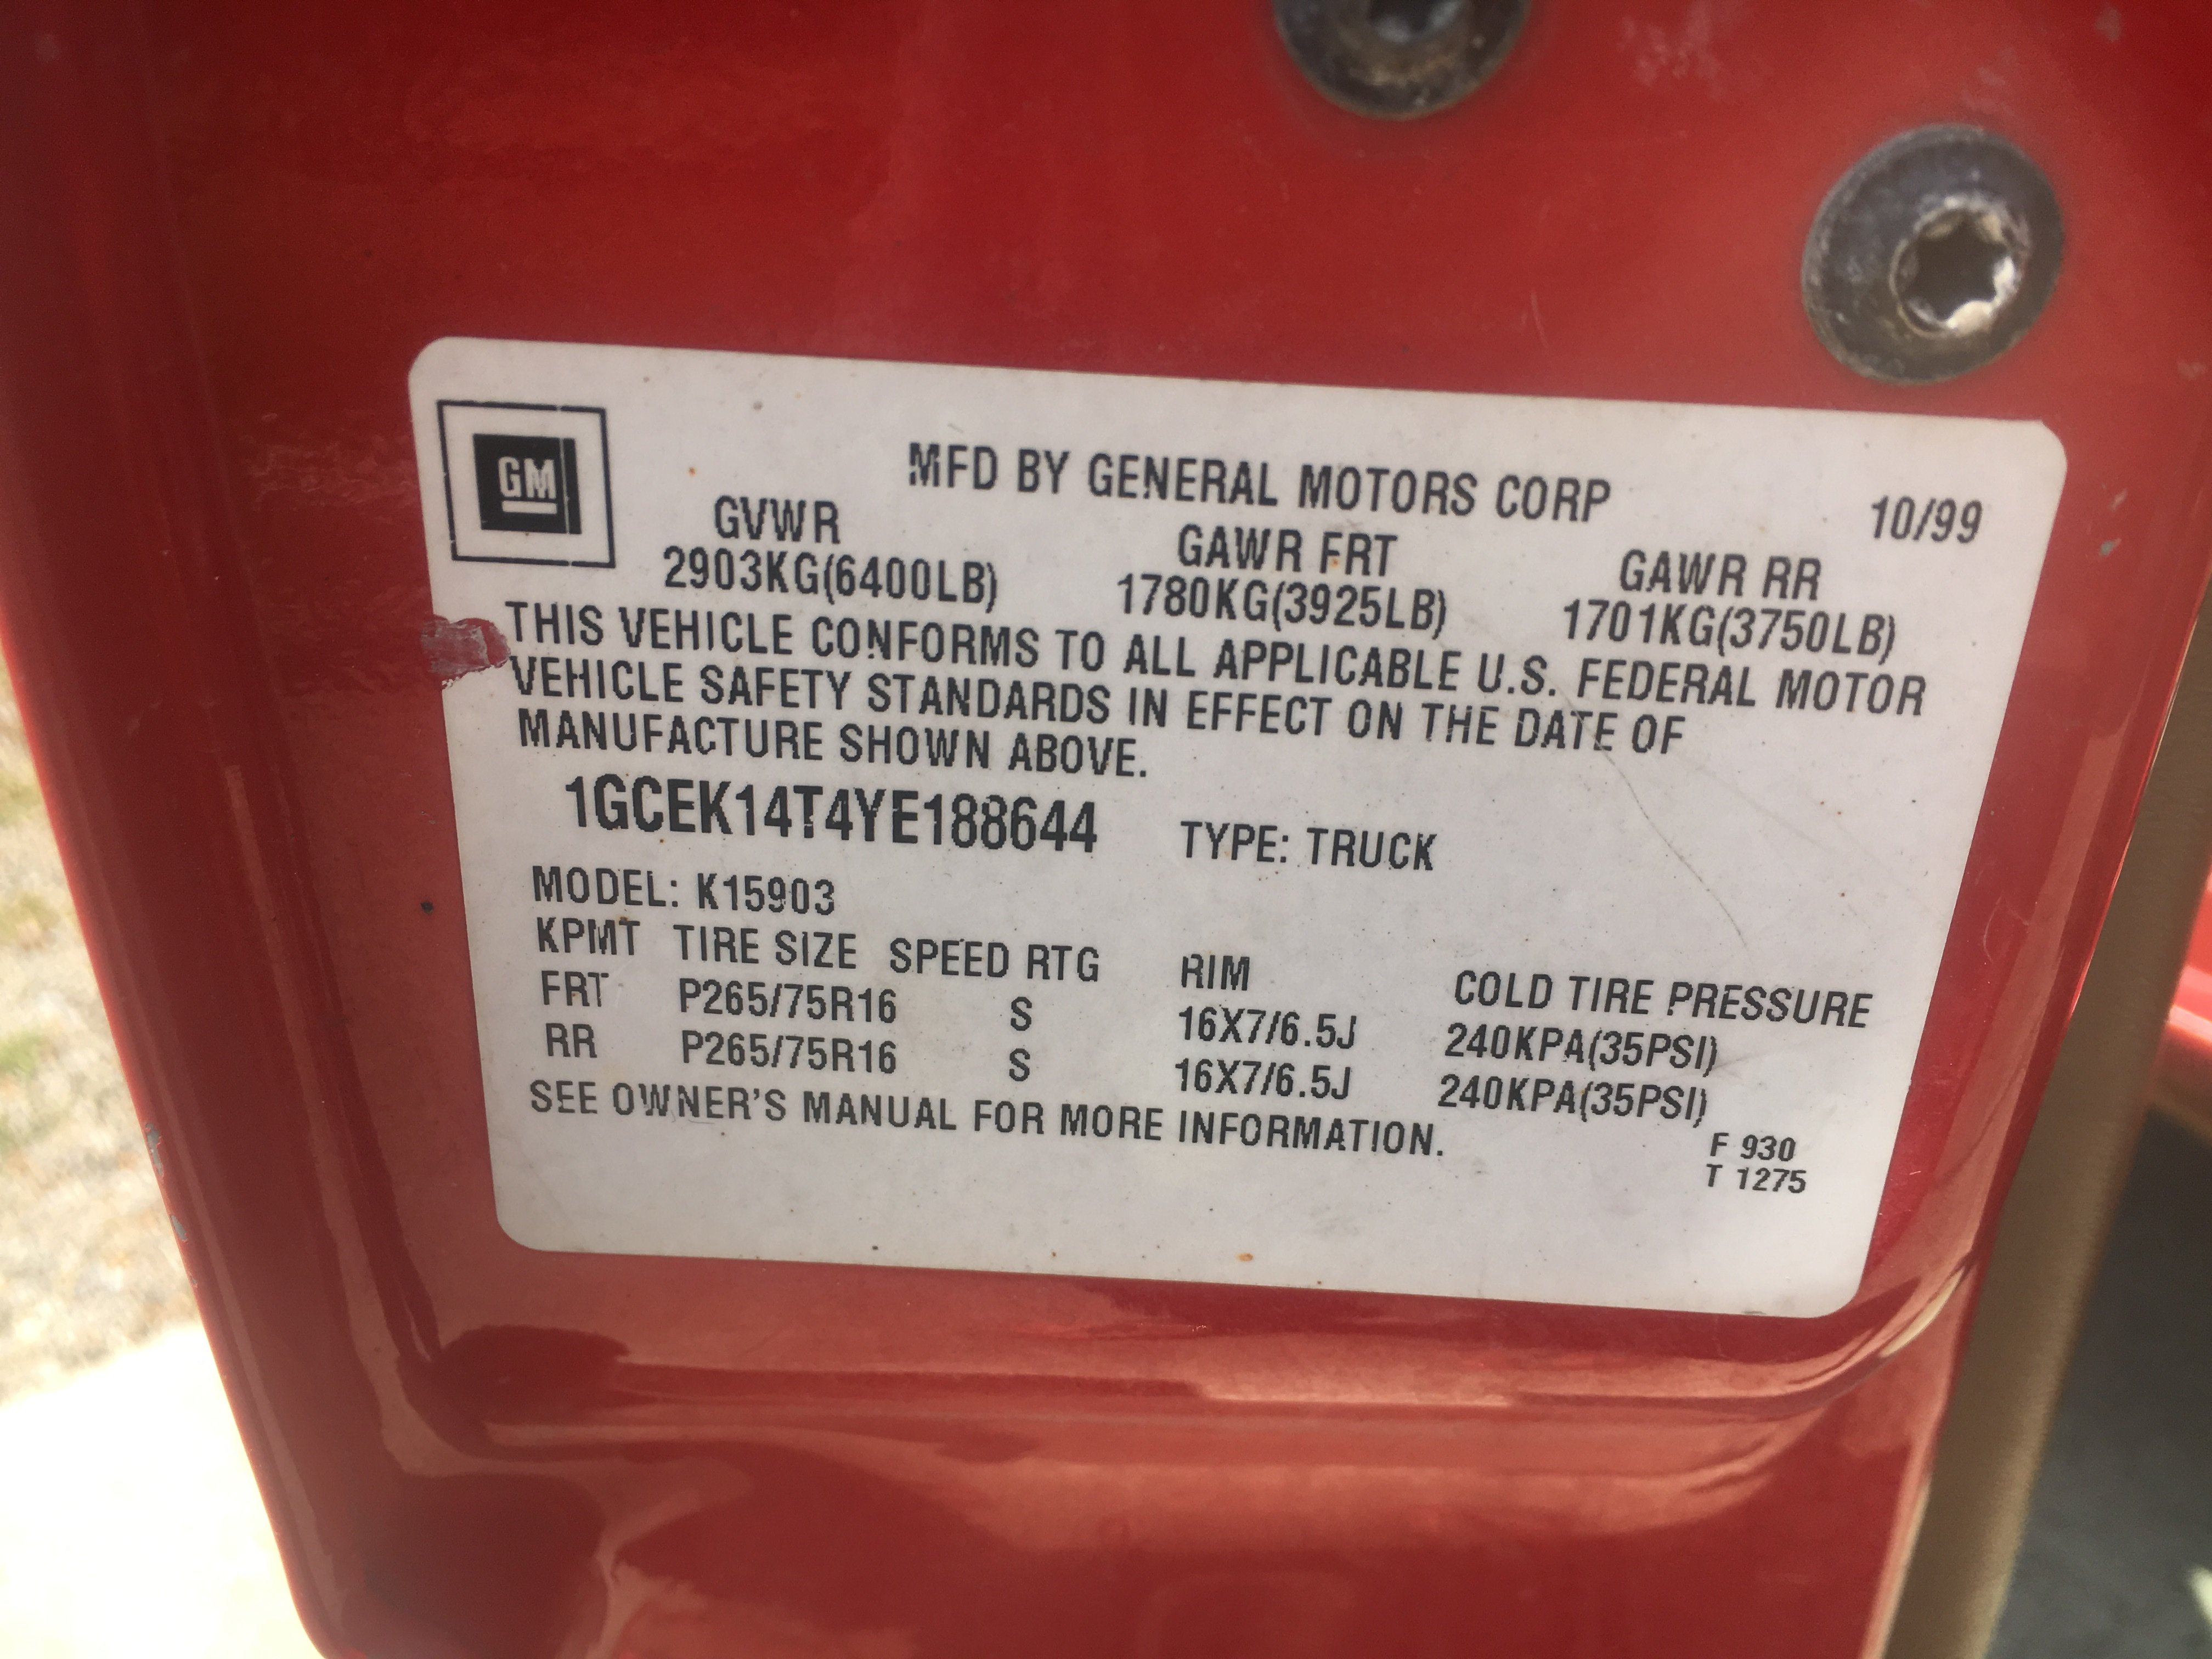 GM
MFD BY GENERAL MOTORS CORP 10/99
GVWR GAWR FRT GAWR RR
2903KG(6400LB) 1780KG(3925LB) 1701KG(3750LB)
THIS VEHICLE CONFORMS TO ALL APPLICABLE U.S. FEDERAL MOTOR
VEHICLE SAFETY STANDARDS IN EFFECT ON THE DATE OF
MANUFACTURE SHOWN ABOVE.
1GCEK14T4YE188644 TYPE: TRUCK
MODEL: K15903
KPMT TIRE SIZE SPEED RTG RIM COLD TIRE PRESSURE
FRT P265/75R16 S 16X7/6.5J 240KPA(35PSI)
RR P265/75R16 S 16X7/6.5J 240KPA(35PSI)
SEE OWNER'S MANUAL FOR MORE INFORMATION.
F 930
T 1275